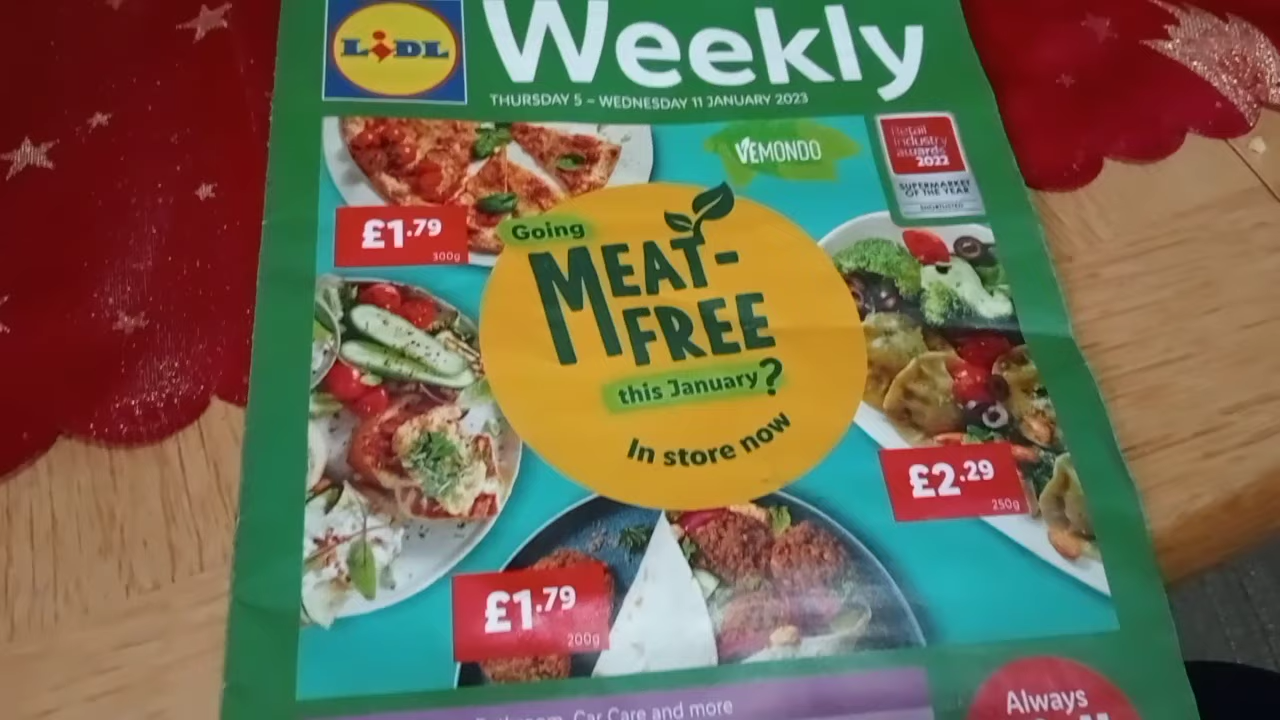 LIDL
Weekly
THURSDAY 5 – WEDNESDAY 11 JANUARY 2023
VEMONDO
Retail
Industry
awards
2022
SUPERMARKET
OF THE YEAR
£1.79
300g
Going
MEAT-
FREE
this January?
In store now
£2.29
250g
£1.79
200g
Car Care and more
Always